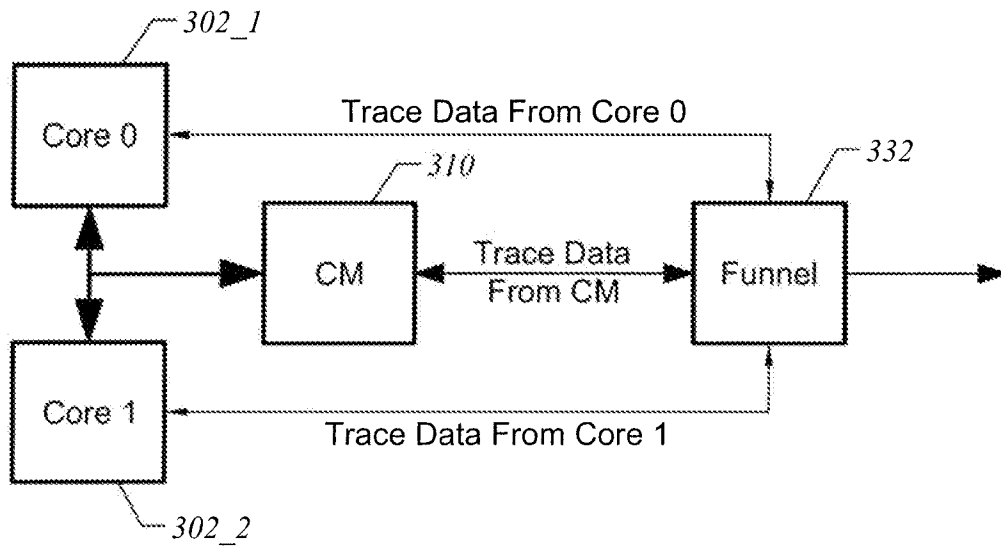 302_1
Core 0
Trace Data From Core 0
310
332
CM
Trace Data
From CM
Funnel
Core 1
Trace Data From Core 1
302_2